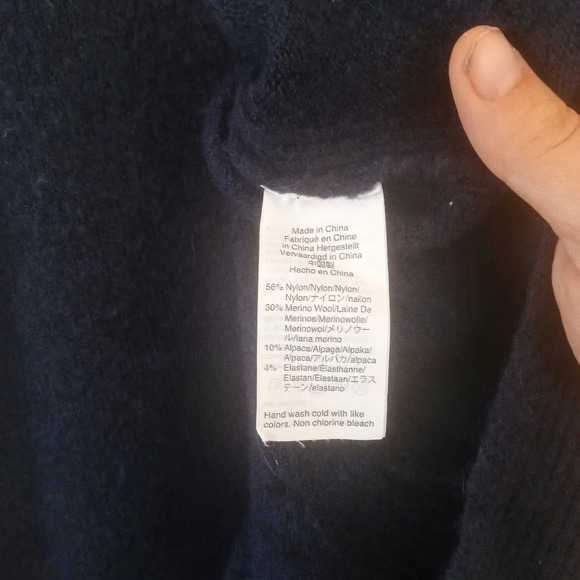 Made in China
Fabriqué en Chine
in China Hergestellt
Vervaardigd in China
中国製
Hecho en China
56% Nylon/Nylon/Nylon/
Nylon/ナイロン/nailon
30% Merino Wool/Laine De
Merinos/Merinowolle/
Merinowol/メリノウー
ル/lana merino
10% Alpaca/Alpaga/Alpaka/
Alpaca/アルパカ/alpaca
4% Elastane/Élasthanne/
Elastan/Elastaan/エラス
テーン/elastano
Hand wash cold with like
colors. Non chlorine bleach